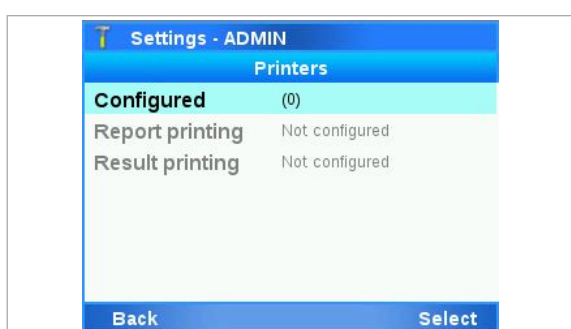 Settings - ADMIN
Printers
Configured (0)
Report printing Not configured
Result printing Not configured
Back Select